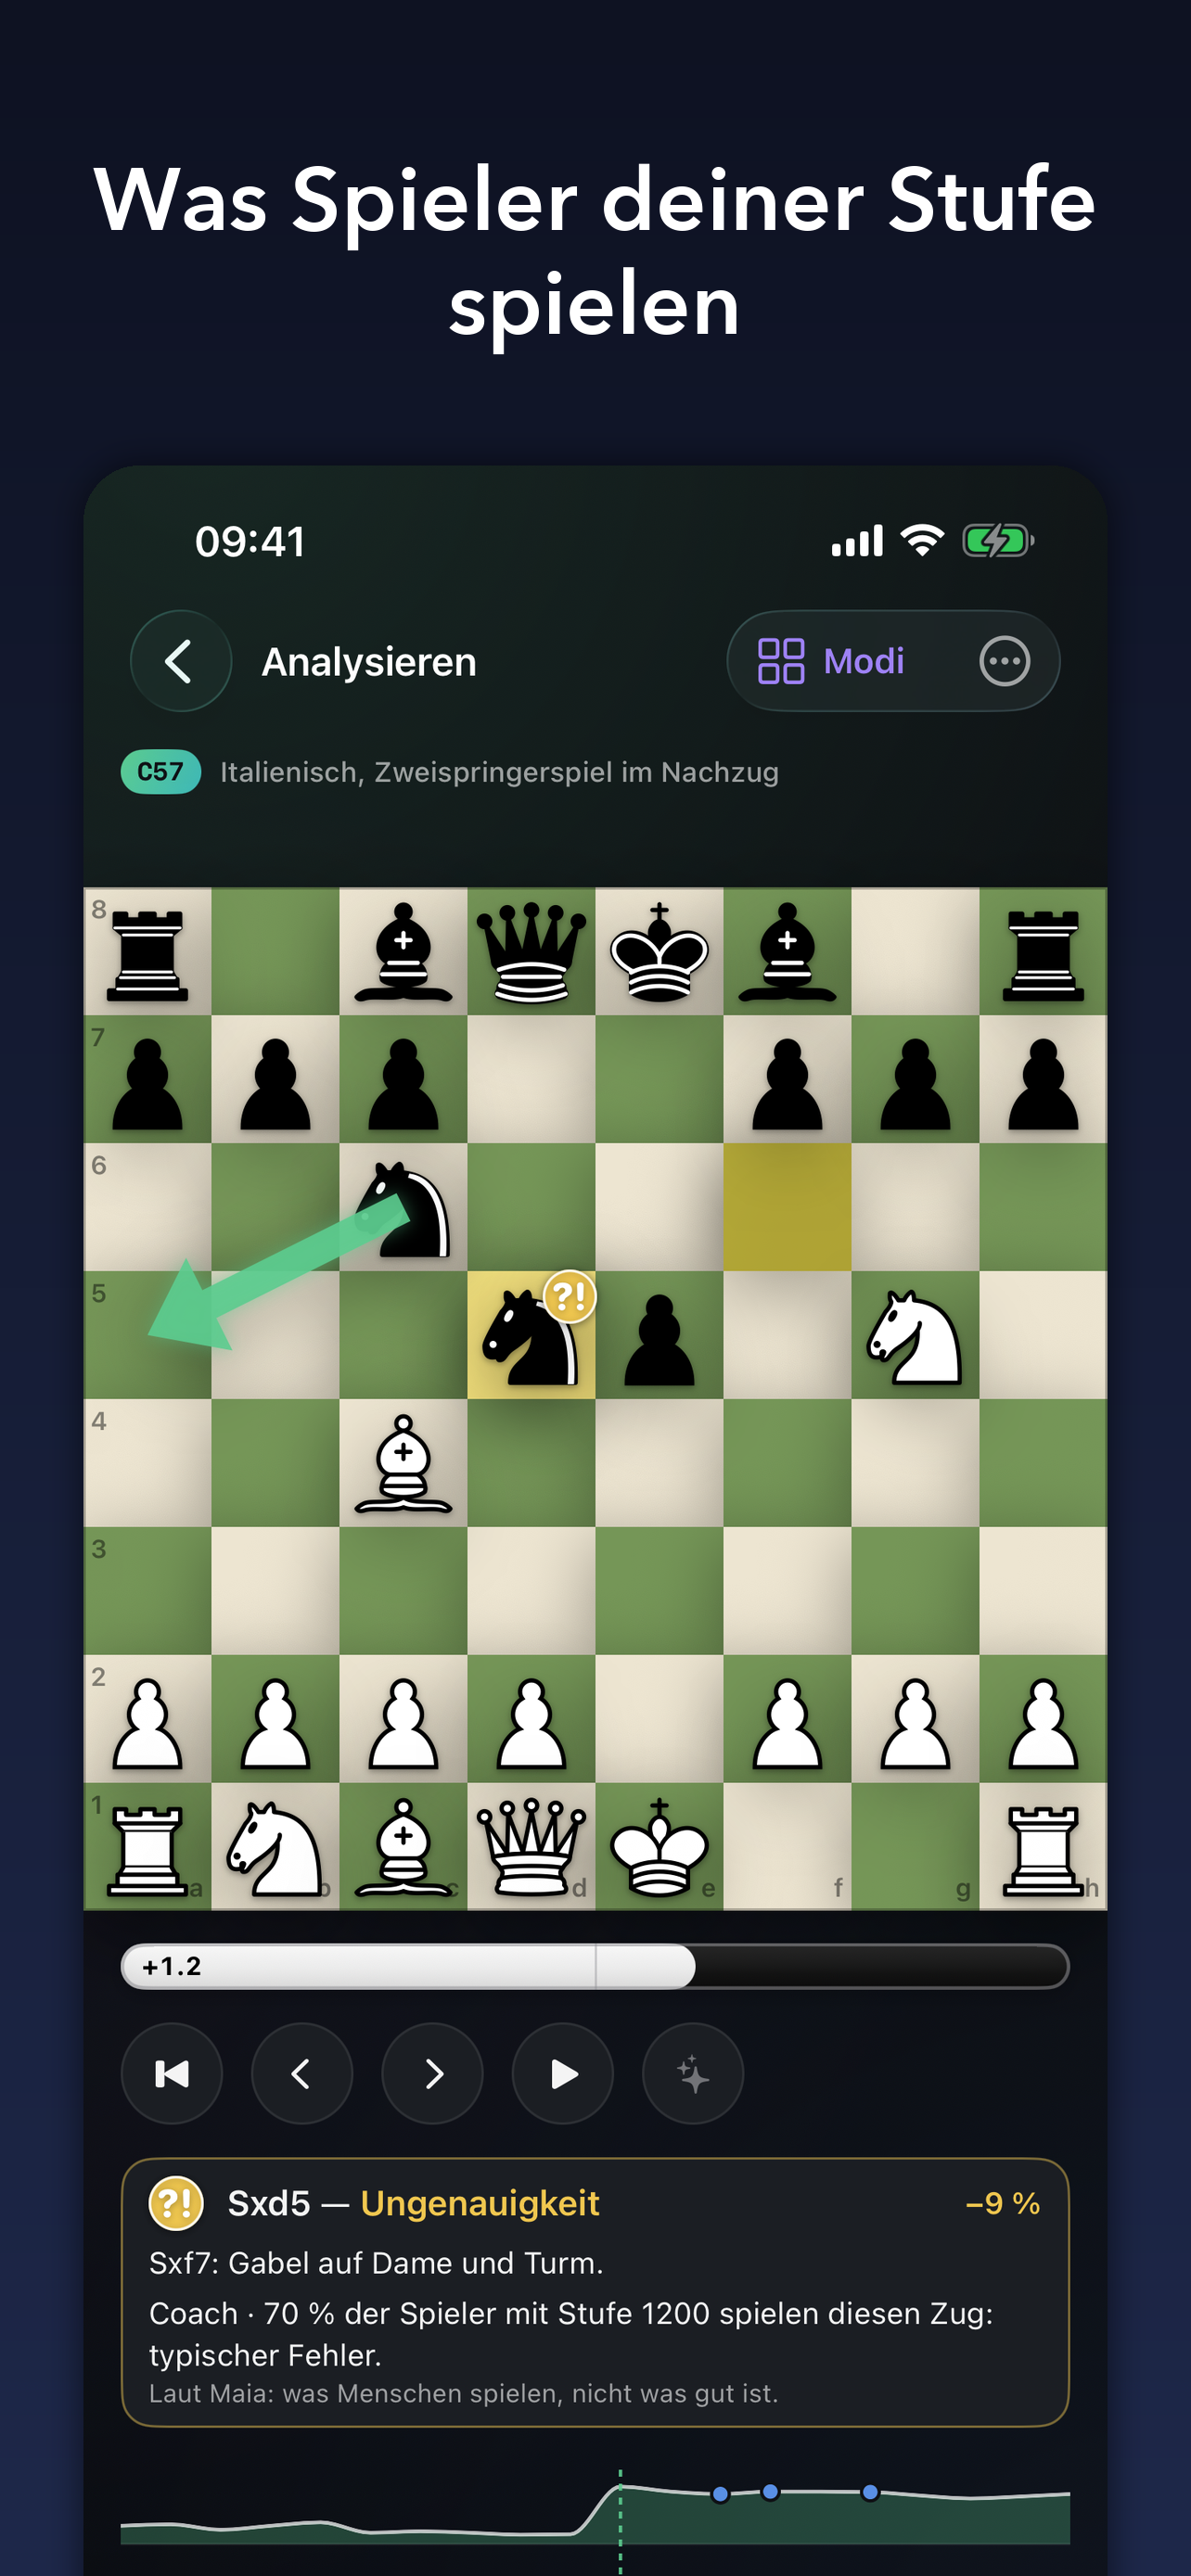 Was Spieler deiner Stufe
spielen
09:41
Analysieren
Modi
C57 Italienisch, Zweispringerspiel im Nachzug
8
7
6
5
?!
4
3
2
1
a b c d e f g h
+1.2
?! Sxd5 — Ungenauigkeit –9 %
Sxf7: Gabel auf Dame und Turm.
Coach · 70 % der Spieler mit Stufe 1200 spielen diesen Zug:
typischer Fehler.
Laut Maia: was Menschen spielen, nicht was gut ist.